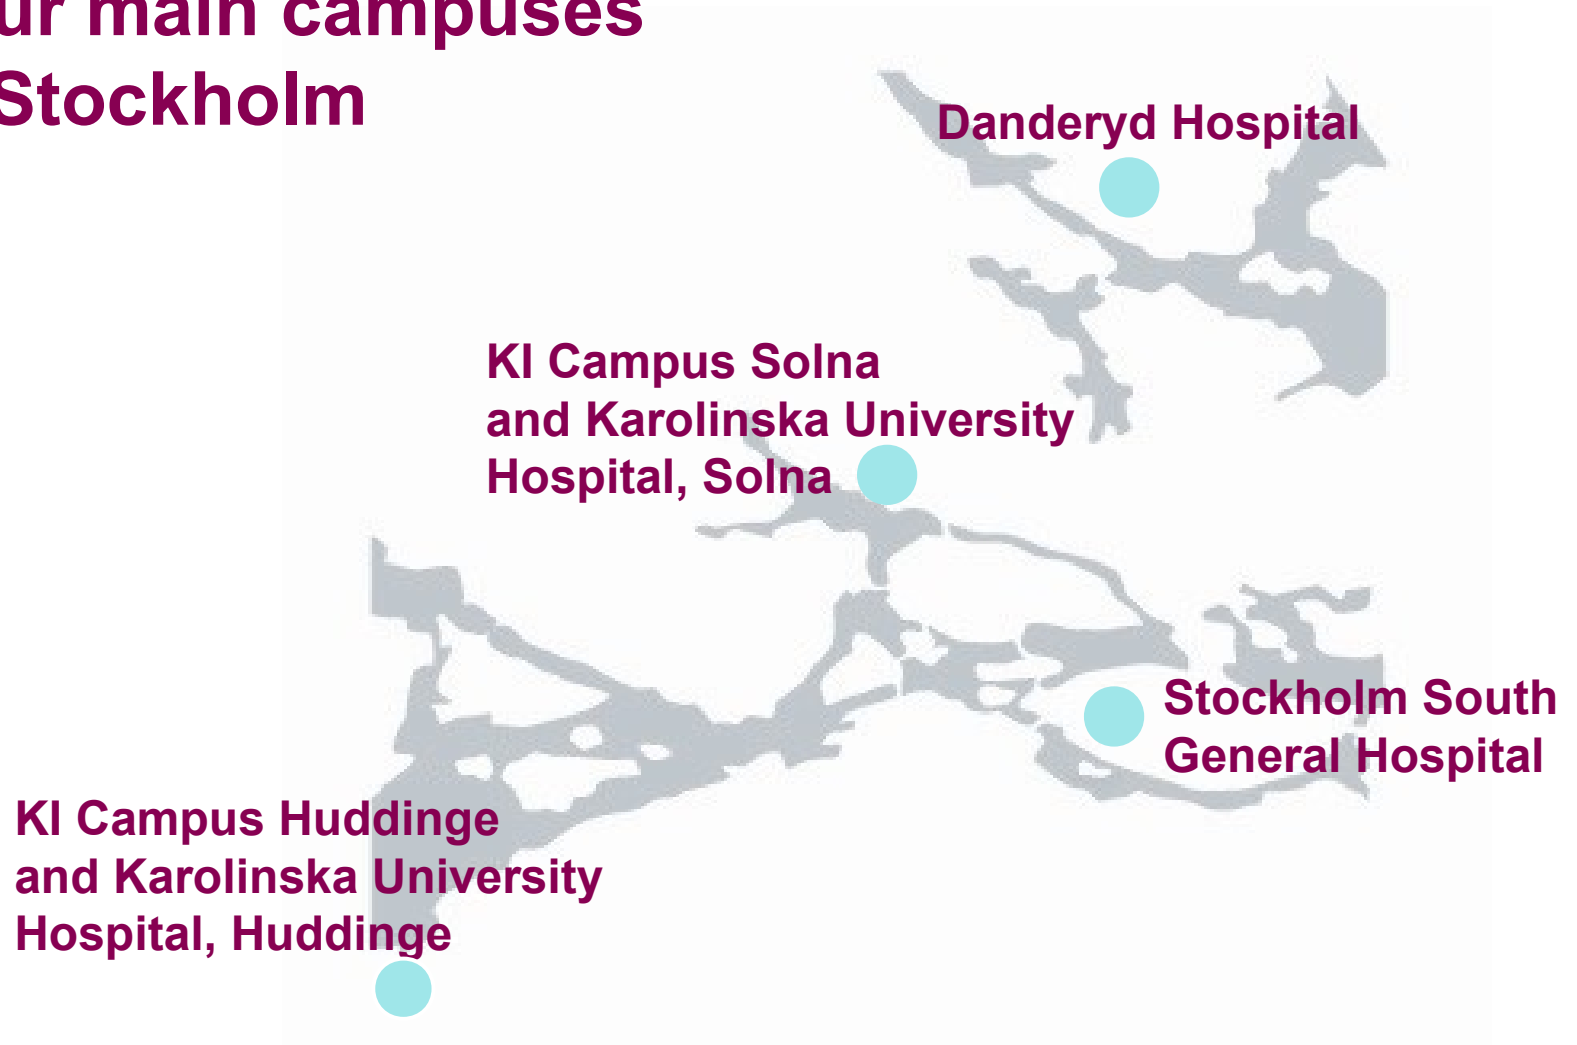 ur main campuses
Stockholm
Danderyd Hospital
KI Campus Solna
and Karolinska University
Hospital, Solna
Stockholm South
General Hospital
KI Campus Huddinge
and Karolinska University
Hospital, Huddinge